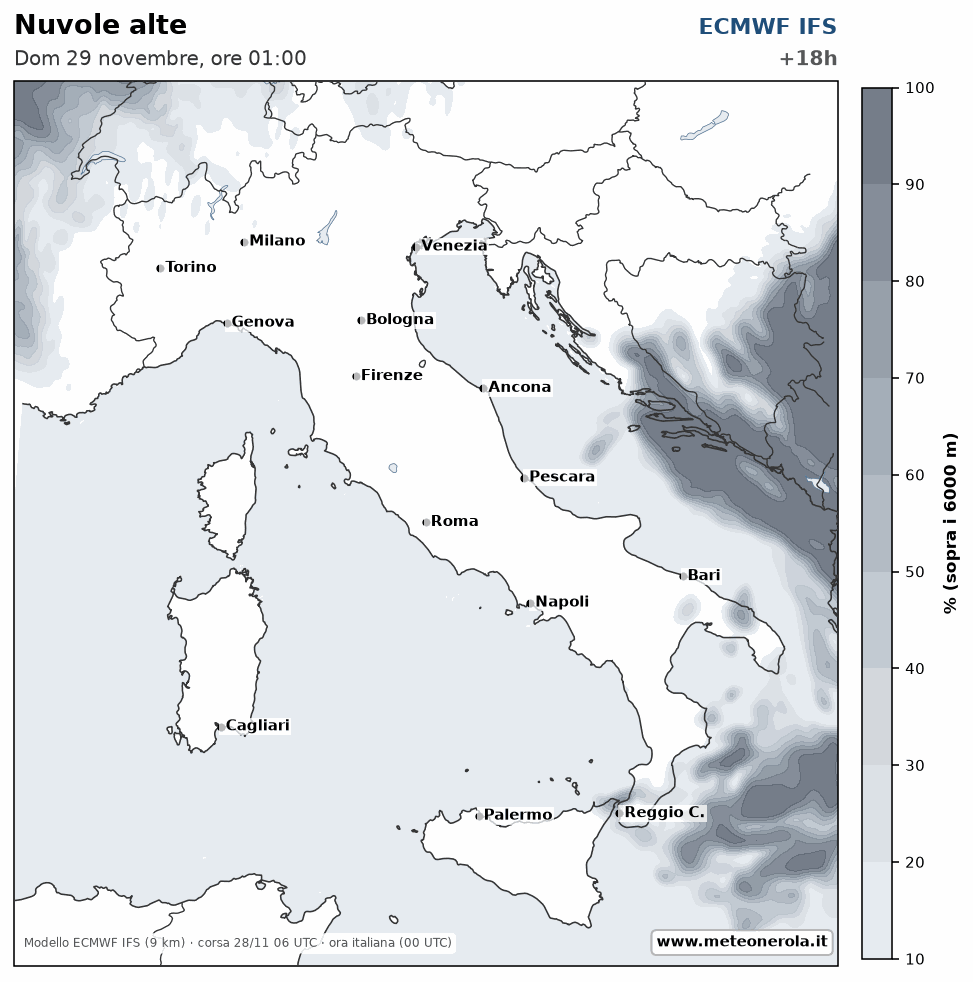 Nuvole alte
ECMWF IFS
Dom 29 novembre, ore 01:00
+18h
Milano
Venezia
Torino
Genova
Bologna
Firenze
Ancona
Pescara
Roma
Bari
Napoli
Cagliari
Palermo
Reggio C.
Modello ECMWF IFS (9 km) · corsa 28/11 06 UTC · ora italiana (00 UTC)
www.meteonerola.it
100
90
80
70
60
50
40
30
20
10
% (sopra i 6000 m)